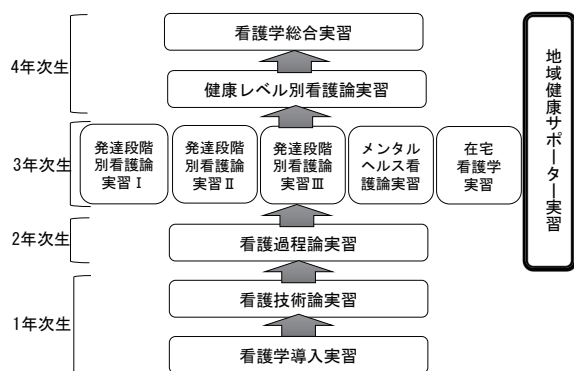 看護学総合実習
4年次生
健康レベル別看護論実習
3年次生
発達段階
別看護論
実習Ⅰ
発達段階
別看護論
実習Ⅱ
発達段階
別看護論
実習Ⅲ
メンタル
ヘルス看
護論実習
在宅
看護学
実習
2年次生
看護過程論実習
1年次生
看護技術論実習
看護学導入実習
地域健康サポーター実習